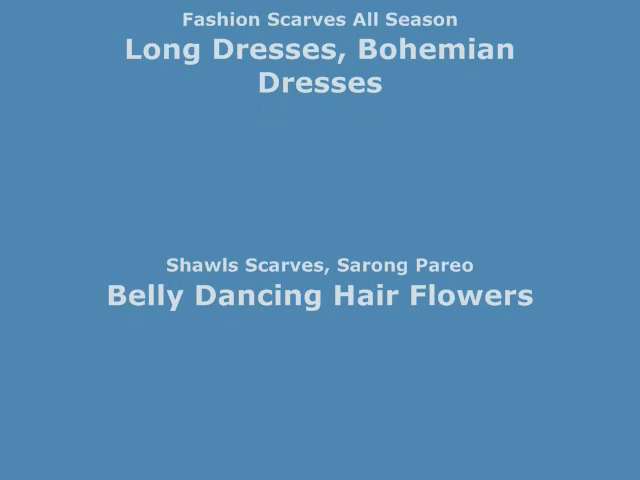 Fashion Scarves All Season
Long Dresses, Bohemian
Dresses
Shawls Scarves, Sarong Pareo
Belly Dancing Hair Flowers